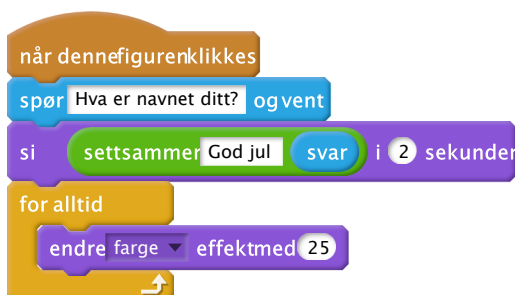 når dennefigurenklikkes
spør Hva er navnet ditt? ogvent
si settsammen God jul svar i 2 sekunder
for alltid
endre farge effektmed 25